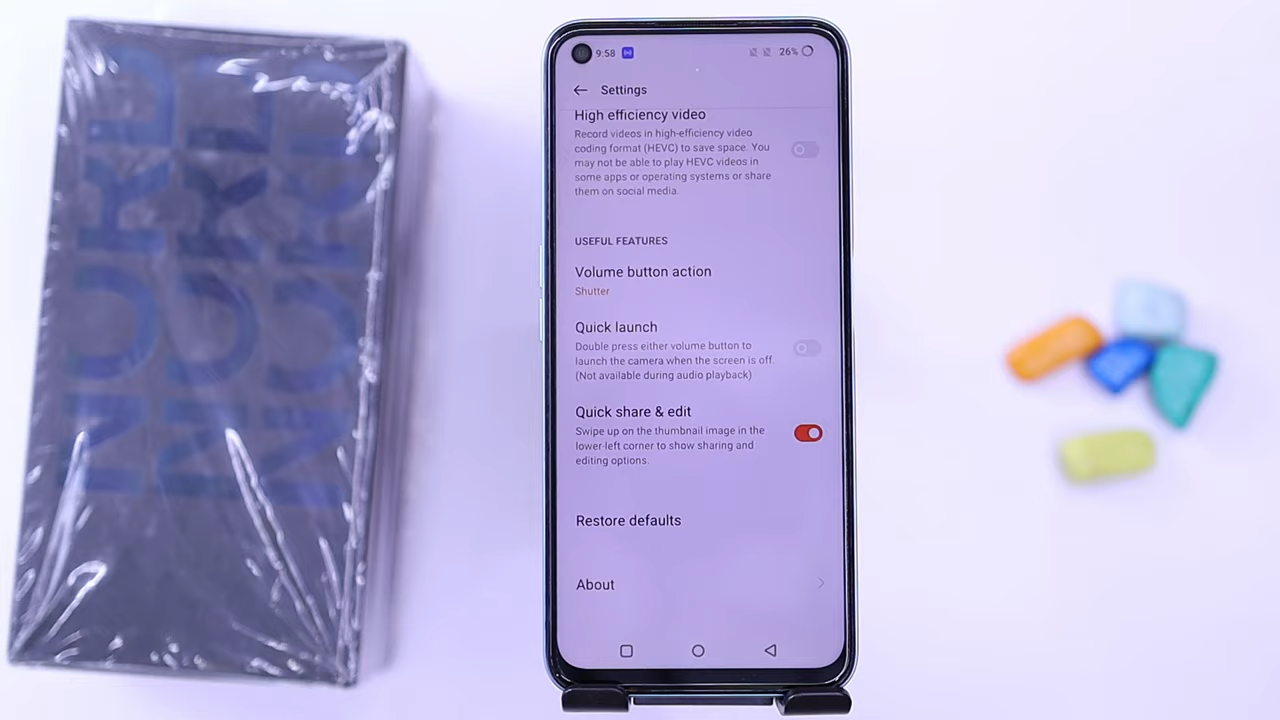 NORD
NORD
NORD
9:58
26%
Settings
High efficiency video
Record videos in high-efficiency video
coding format (HEVC) to save space. You
may not be able to play HEVC videos in
some apps or operating systems or share
them on social media.
USEFUL FEATURES
Volume button action
Shutter
Quick launch
Double press either volume button to
launch the camera when the screen is off.
(Not available during audio playback)
Quick share & edit
Swipe up on the thumbnail image in the
lower-left corner to show sharing and
editing options.
Restore defaults
About